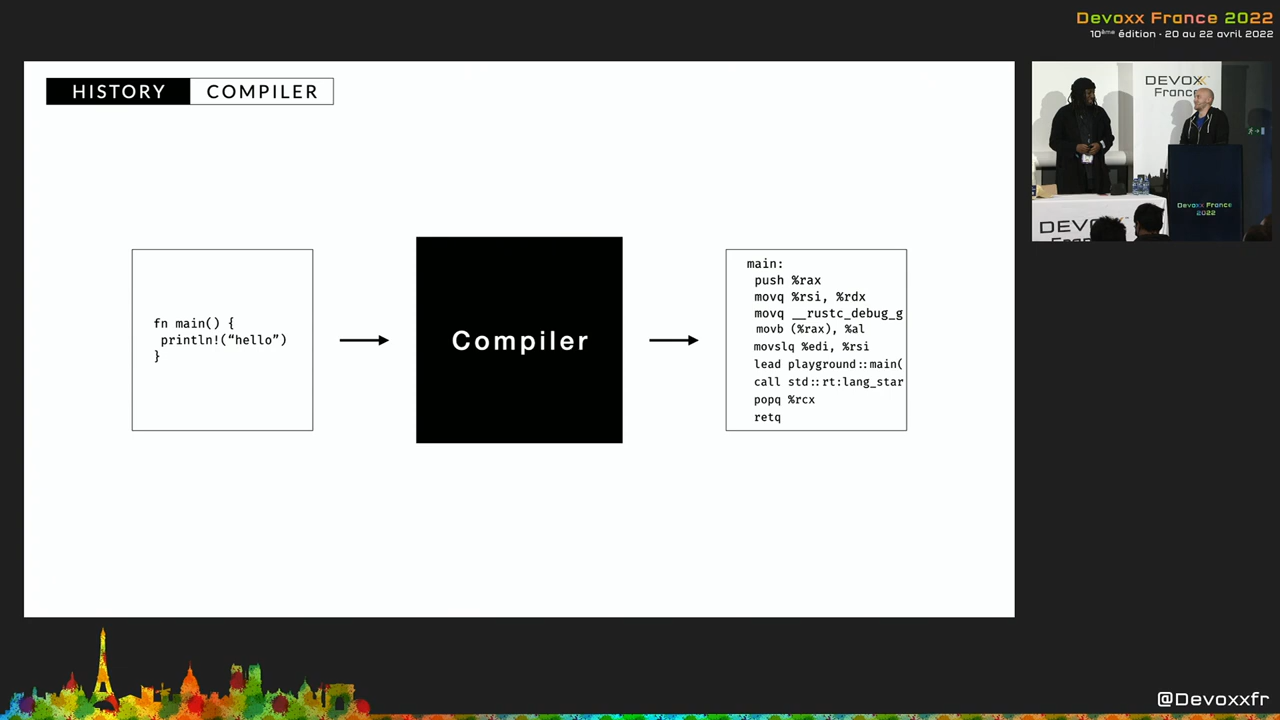 Devoxx France 2022
10ème édition · 20 au 22 avril 2022
HISTORY COMPILER
fn main() {
println!(“hello”)
}
Compiler
main:
push %rax
movq %rsi, %rdx
movq __rustc_debug_g
movb (%rax), %al
movslq %edi, %rsi
lead playground::main(
call std::rt:lang_star
popq %rcx
retq
DEVOXX
France
Devoxx France
2022
DEVOX
France
@Devoxxfr